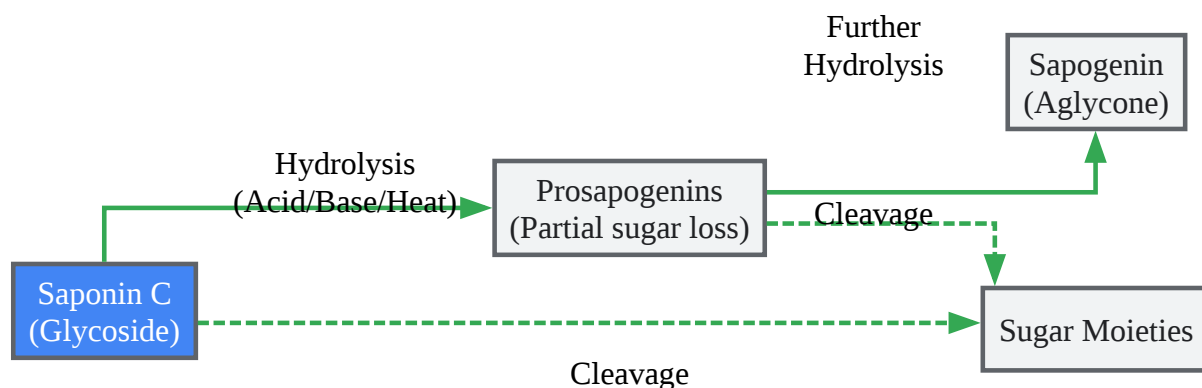 Further
Hydrolysis
Sapogenin
(Aglycone)
Hydrolysis
(Acid/Base/Heat)
Prosapogenins
(Partial sugar loss)
Cleavage
Saponin C
(Glycoside)
Sugar Moieties
Cleavage